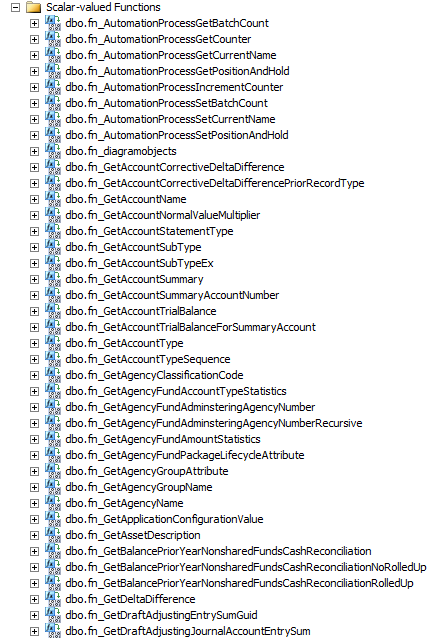 Scalar-valued Functions
dbo.fn_AutomationProcessGetBatchCount
dbo.fn_AutomationProcessGetCounter
dbo.fn_AutomationProcessGetCurrentName
dbo.fn_AutomationProcessGetPositionAndHold
dbo.fn_AutomationProcessIncrementCounter
dbo.fn_AutomationProcessSetBatchCount
dbo.fn_AutomationProcessSetCurrentName
dbo.fn_AutomationProcessSetPositionAndHold
dbo.fn_diagramobjects
dbo.fn_GetAccountCorrectiveDeltaDifference
dbo.fn_GetAccountCorrectiveDeltaDifferencePriorRecordType
dbo.fn_GetAccountName
dbo.fn_GetAccountNormalValueMultiplier
dbo.fn_GetAccountStatementType
dbo.fn_GetAccountSubType
dbo.fn_GetAccountSubTypeEx
dbo.fn_GetAccountSummary
dbo.fn_GetAccountSummaryAccountNumber
dbo.fn_GetAccountTrialBalance
dbo.fn_GetAccountTrialBalanceForSummaryAccount
dbo.fn_GetAccountType
dbo.fn_GetAccountTypeSequence
dbo.fn_GetAgencyClassificationCode
dbo.fn_GetAgencyFundAccountTypeStatistics
dbo.fn_GetAgencyFundAdminsteringAgencyNumber
dbo.fn_GetAgencyFundAdminsteringAgencyNumberRecursive
dbo.fn_GetAgencyFundAmountStatistics
dbo.fn_GetAgencyFundPackageLifecycleAttribute
dbo.fn_GetAgencyGroupAttribute
dbo.fn_GetAgencyGroupName
dbo.fn_GetAgencyName
dbo.fn_GetApplicationConfigurationValue
dbo.fn_GetAssetDescription
dbo.fn_GetBalancePriorYearNonsharedFundsCashReconciliation
dbo.fn_GetBalancePriorYearNonsharedFundsCashReconciliationNoRolledUp
dbo.fn_GetBalancePriorYearNonsharedFundsCashReconciliationRolledUp
dbo.fn_GetDeltaDifference
dbo.fn_GetDraftAdjustingEntrySumGuid
dbo.fn_GetDraftAdjustingJournalAccountEntrySum